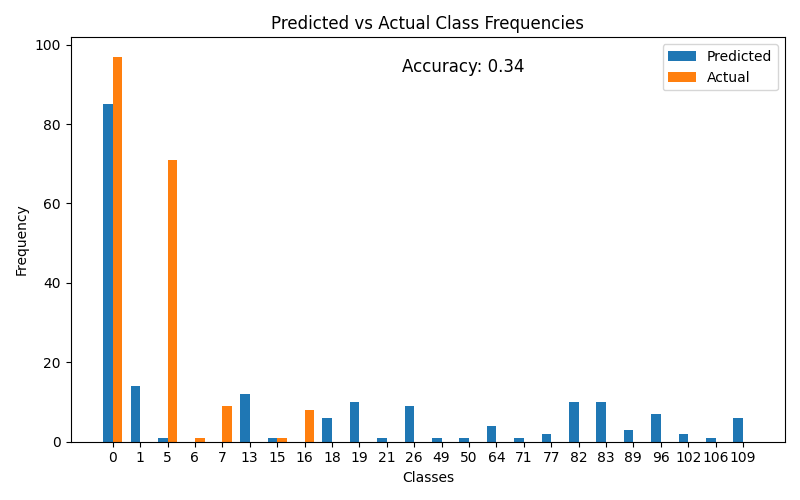 Predicted vs Actual Class Frequencies
Accuracy: 0.34
Predicted
Actual
Frequency
100
80
60
40
20
0
0 1 5 6 7 13 15 16 18 19 21 26 49 50 64 71 77 82 83 89 96 102 106 109
Classes